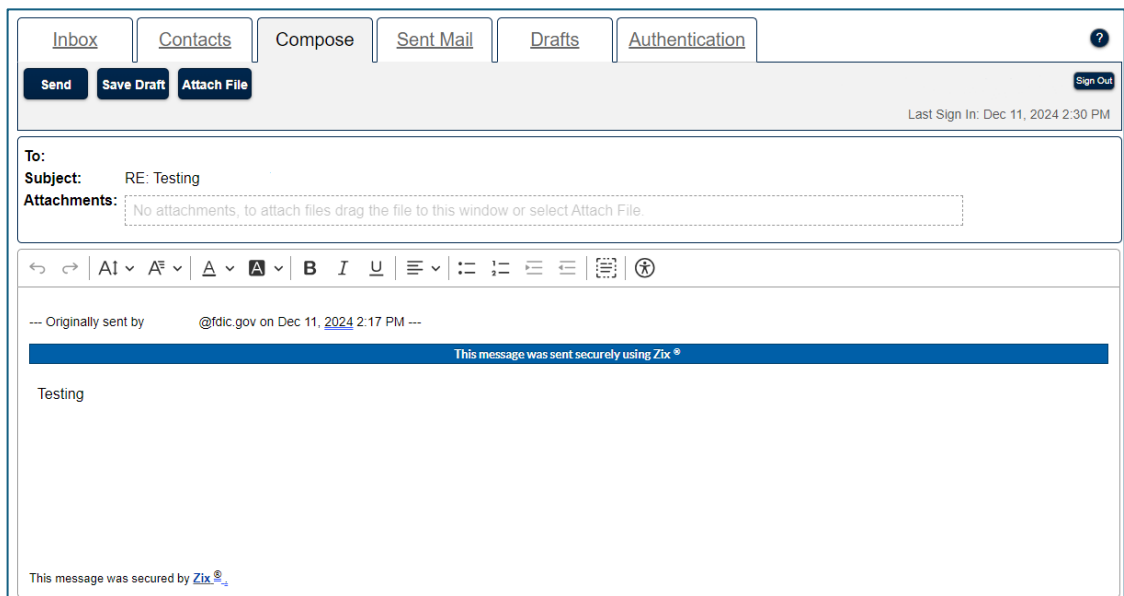 Inbox Contacts Compose Sent Mail Drafts Authentication ?
Send Save Draft Attach File Sign Out
Last Sign In: Dec 11, 2024 2:30 PM
To:
Subject: RE: Testing
Attachments: No attachments, to attach files drag the file to this window or select Attach File.
--- Originally sent by @fdic.gov on Dec 11, 2024 2:17 PM ---
This message was sent securely using Zix ®
Testing
This message was secured by Zix ®.